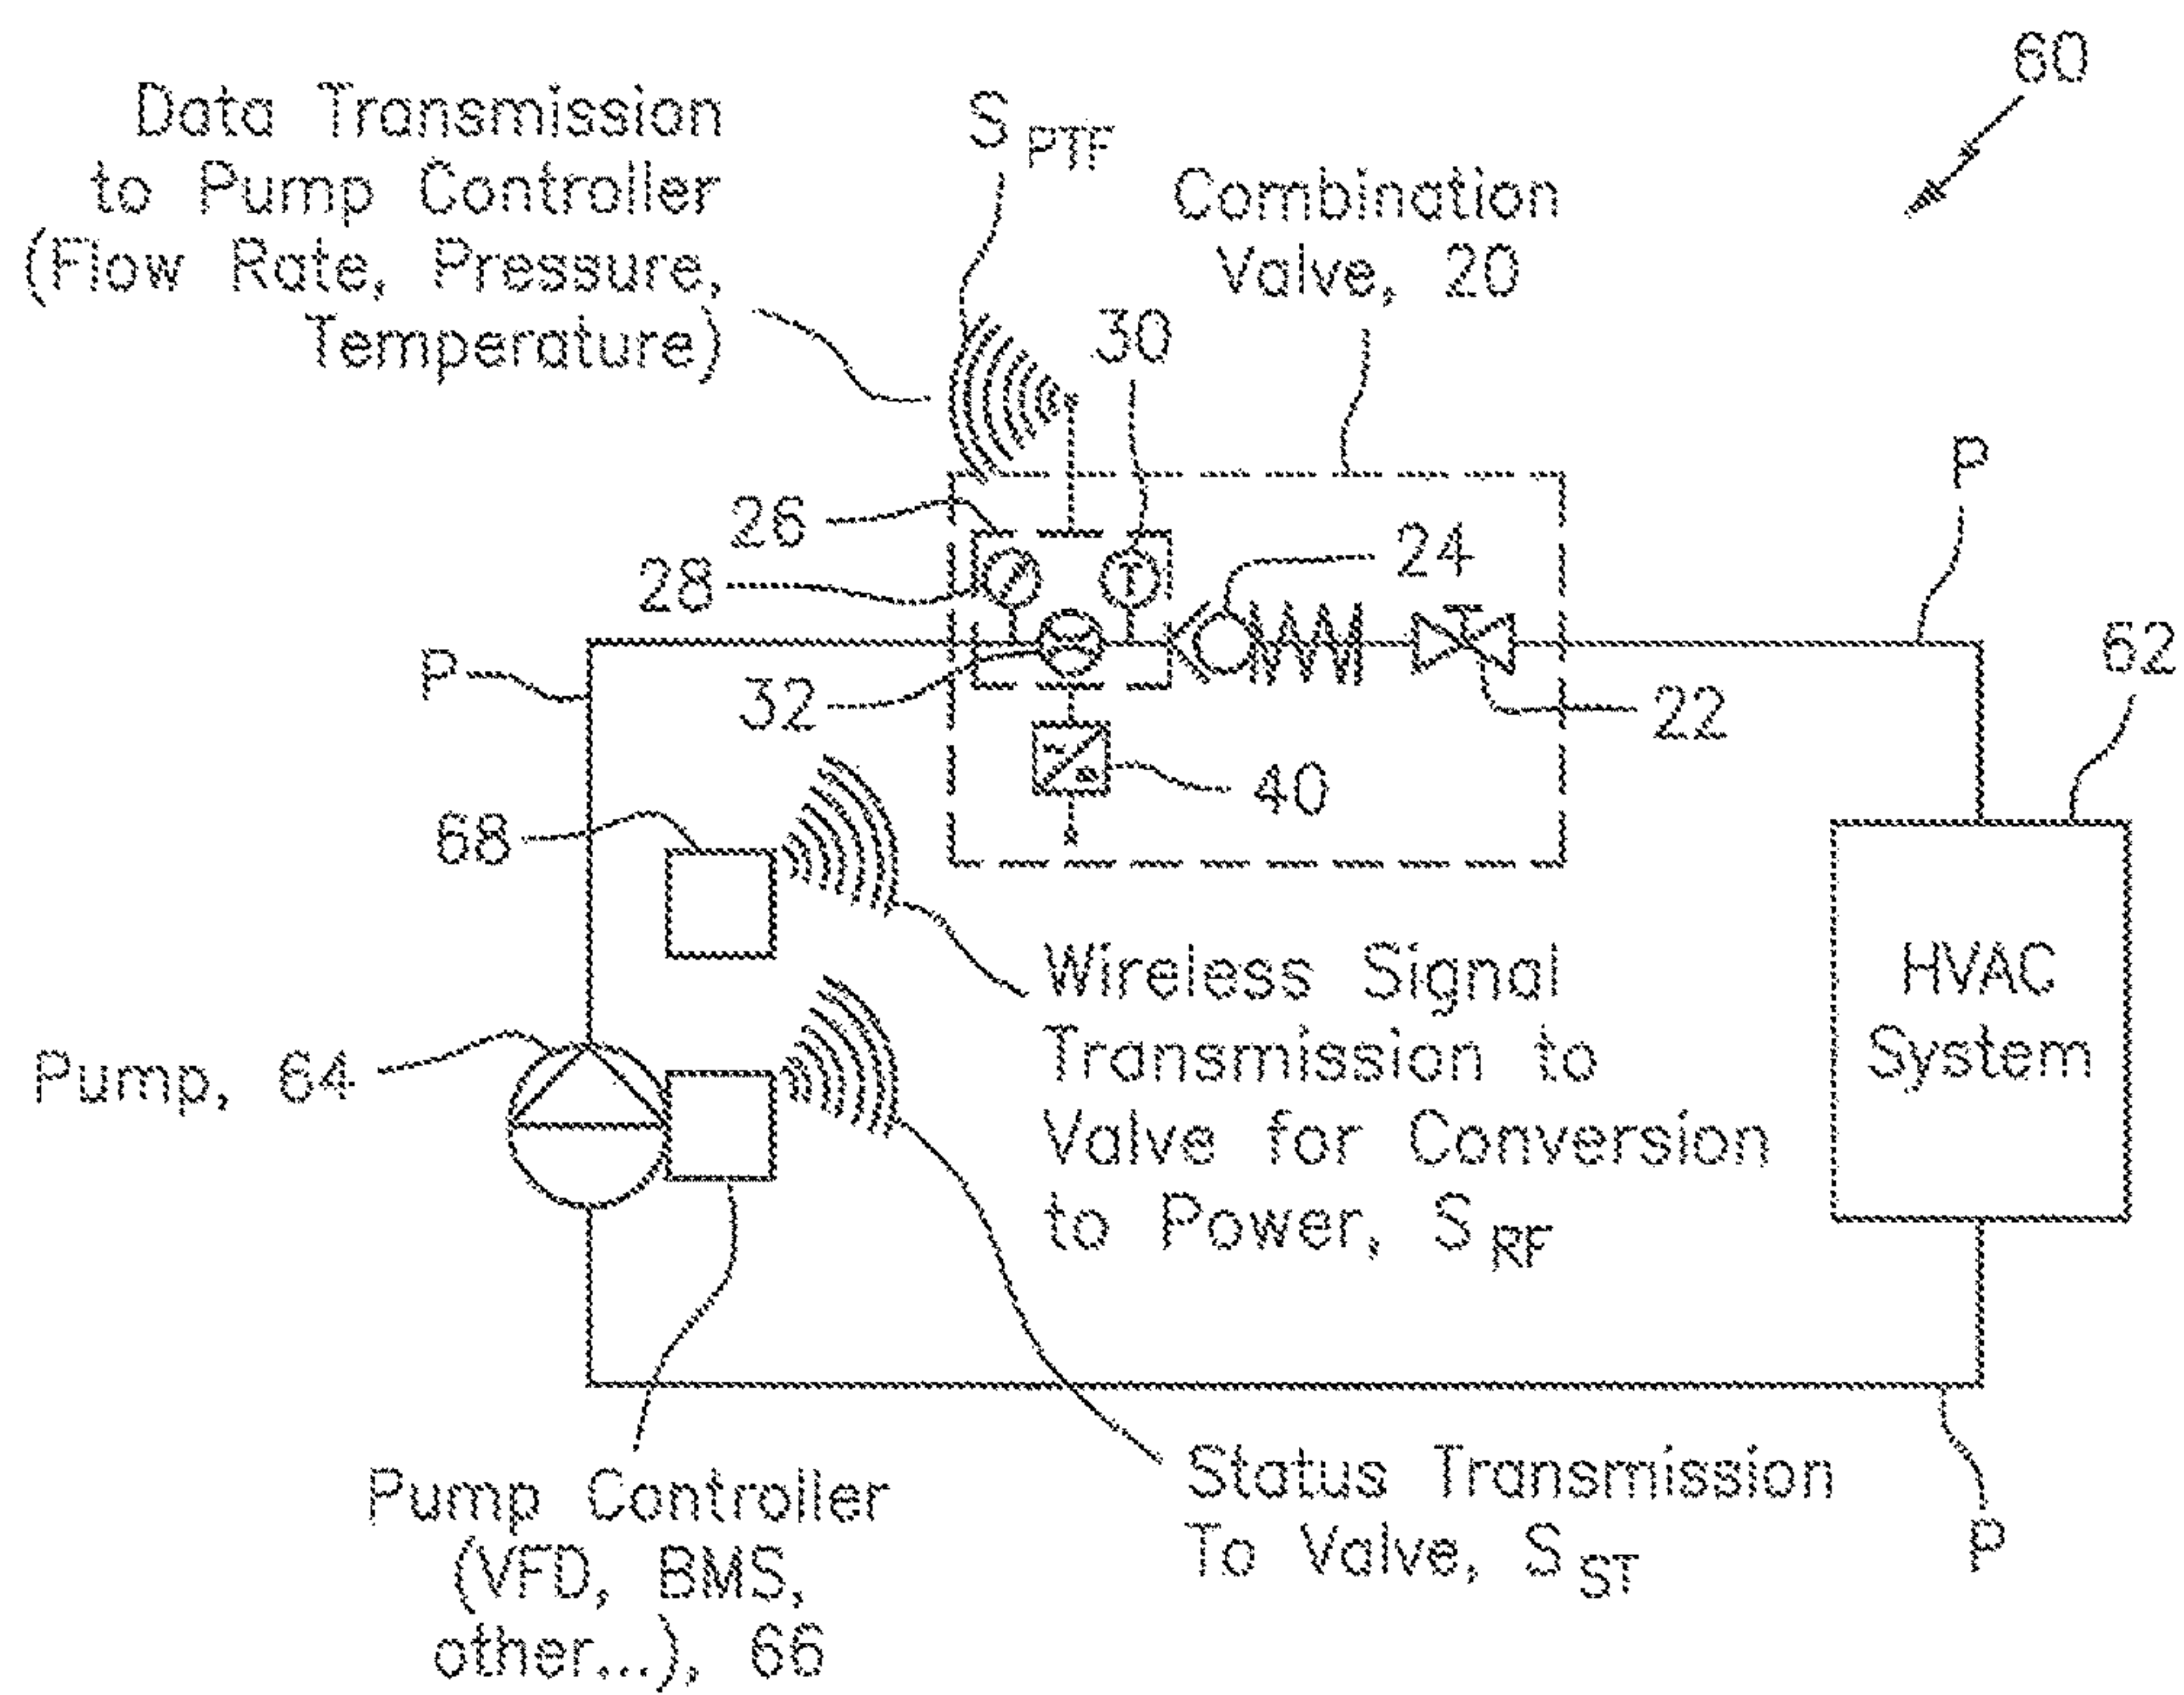 60
Data Transmission
to Pump Controller
(Flow Rate, Pressure,
Temperature)
S PTF
Combination
Valve, 20
30
P
26
28
24
T
P
32
22
62
40
68
HVAC
System
Wireless Signal
Transmission to
Valve for Conversion
to Power, S RF
Pump, 64
Pump Controller
(VFD, BMS,
other...), 66
Status Transmission
To Valve, S ST
P